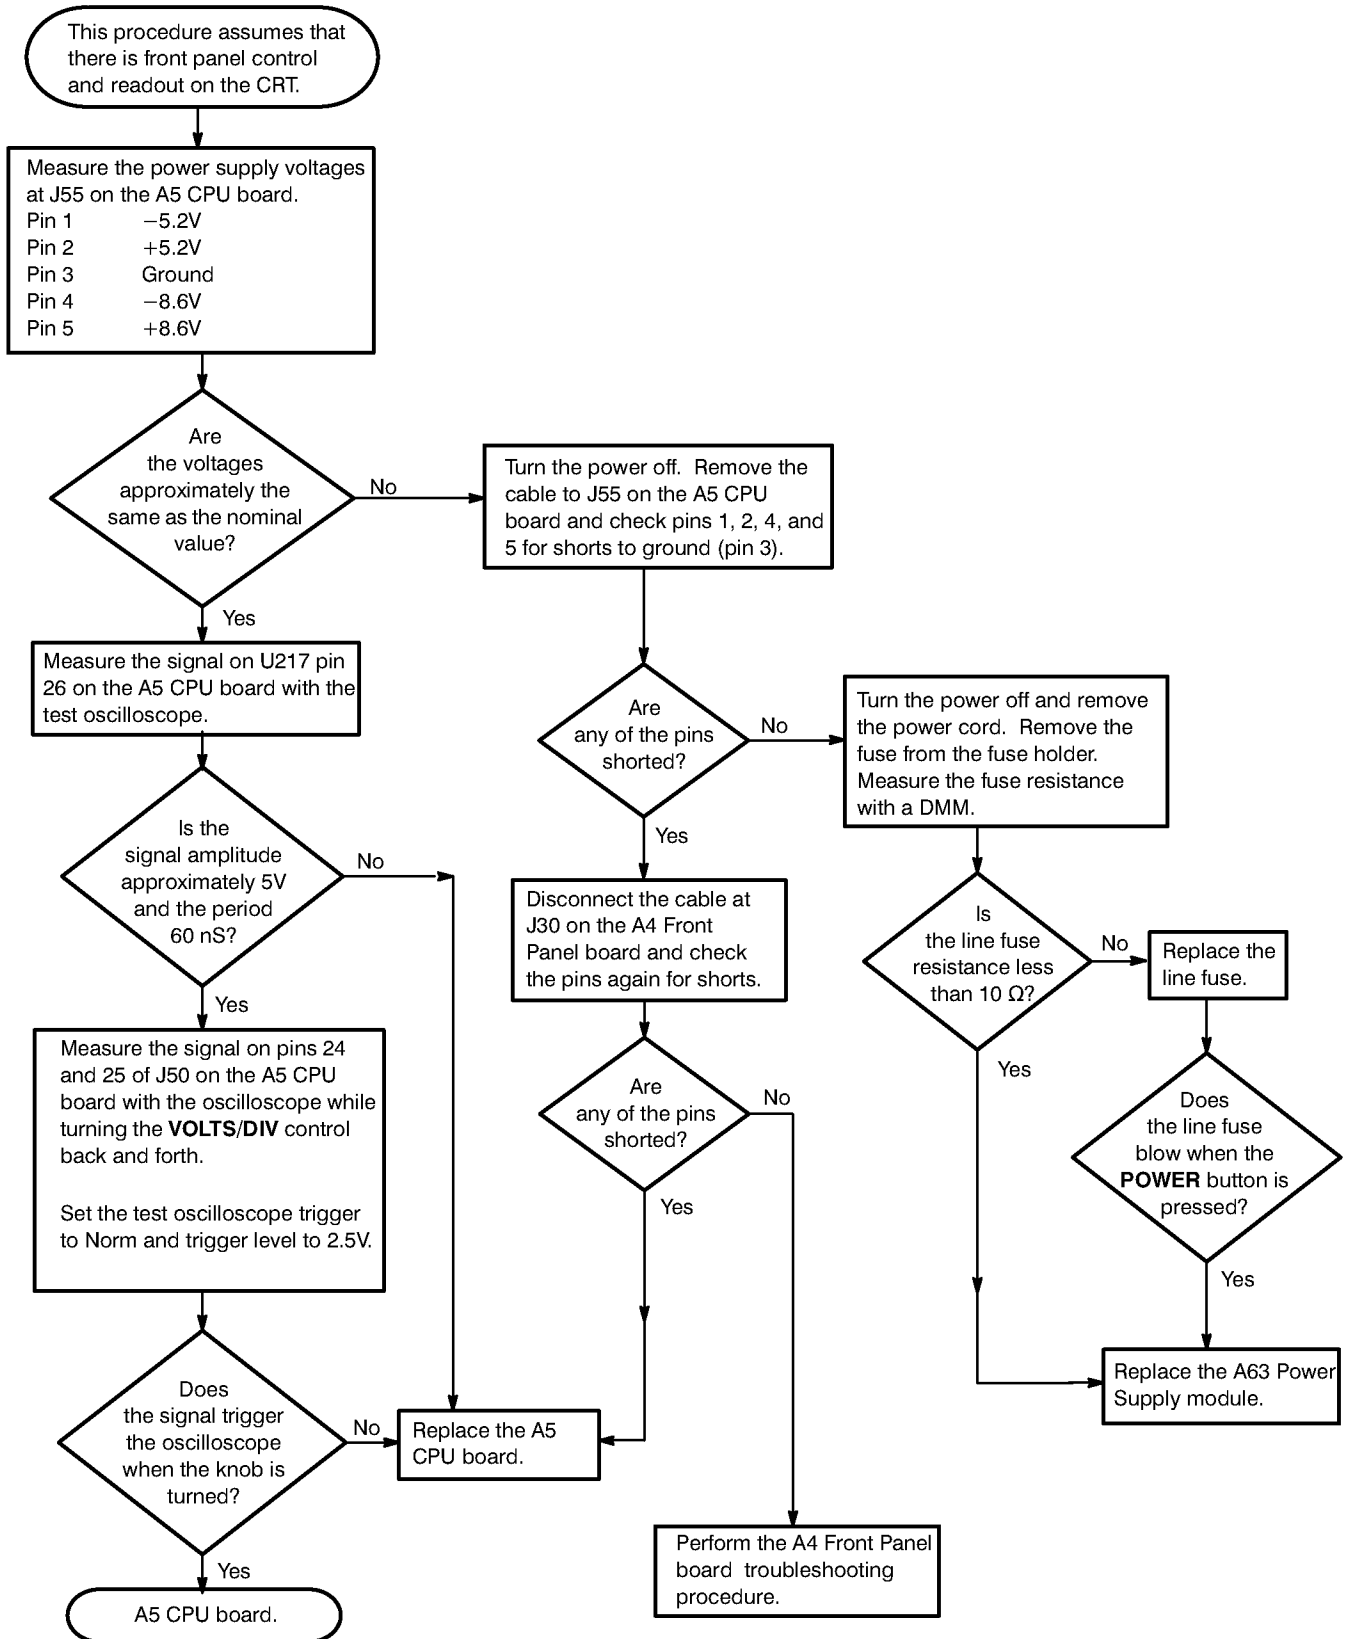 This procedure assumes that
there is front panel control
and readout on the CRT.
Measure the power supply voltages
at J55 on the A5 CPU board.
Pin 1 −5.2V
Pin 2 +5.2V
Pin 3 Ground
Pin 4 −8.6V
Pin 5 +8.6V
Are
the voltages
approximately the
same as the nominal
value?
No
Yes
Turn the power off. Remove the
cable to J55 on the A5 CPU
board and check pins 1, 2, 4, and
5 for shorts to ground (pin 3).
Measure the signal on U217 pin
26 on the A5 CPU board with the
test oscilloscope.
Are
any of the pins
shorted?
No
Yes
Turn the power off and remove
the power cord. Remove the
fuse from the fuse holder.
Measure the fuse resistance
with a DMM.
Is the
signal amplitude
approximately 5V
and the period
60 nS?
No
Yes
Disconnect the cable at
J30 on the A4 Front
Panel board and check
the pins again for shorts.
Is
the line fuse
resistance less
than 10 Ω?
No
Yes
Replace the
line fuse.
Measure the signal on pins 24
and 25 of J50 on the A5 CPU
board with the oscilloscope while
turning the VOLTS/DIV control
back and forth.
Set the test oscilloscope trigger
to Norm and trigger level to 2.5V.
Are
any of the pins
shorted?
No
Yes
Does
the line fuse
blow when the
POWER button is
pressed?
Yes
Does
the signal trigger
the oscilloscope
when the knob is
turned?
No
Yes
Replace the A5
CPU board.
Replace the A63 Power
Supply module.
Perform the A4 Front Panel
board troubleshooting
procedure.
A5 CPU board.